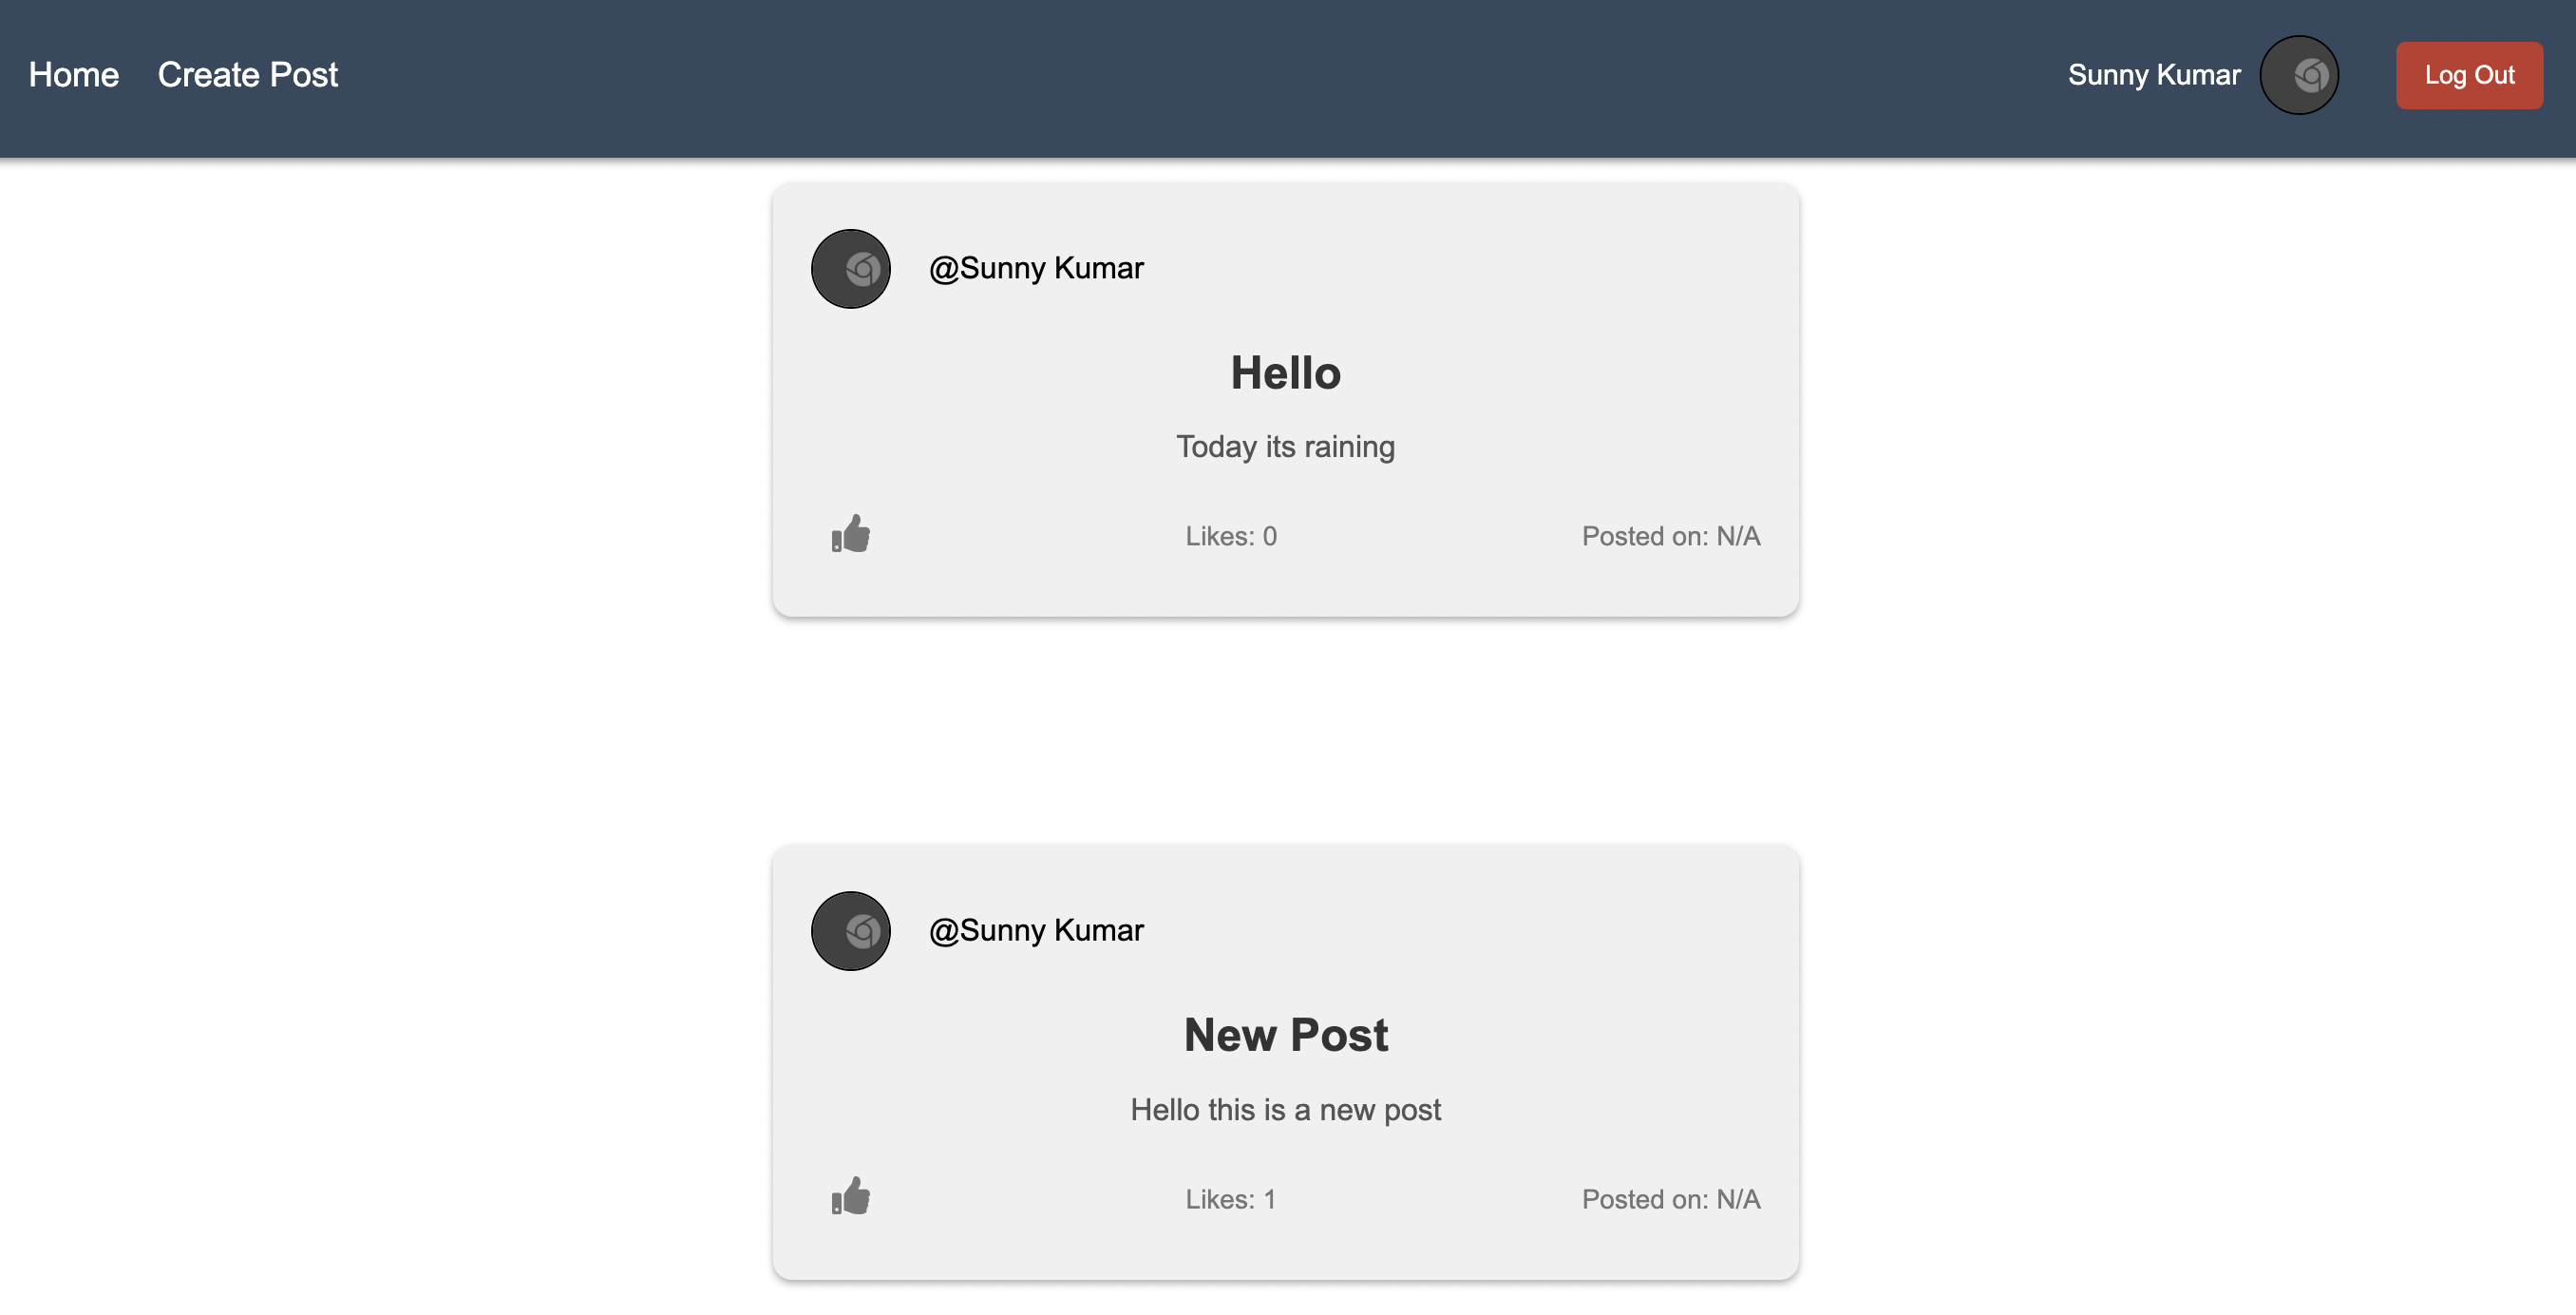 Home Create Post Sunny Kumar Log Out
@Sunny Kumar
Hello
Today its raining
Likes: 0 Posted on: N/A
@Sunny Kumar
New Post
Hello this is a new post
Likes: 1 Posted on: N/A